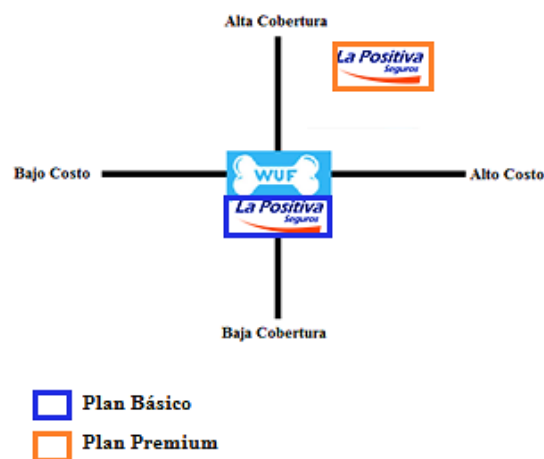 Alta Cobertura
La Positiva
Seguros
Bajo Costo
WUF
Alto Costo
La Positiva
Seguros
Baja Cobertura
Plan Básico
Plan Premium